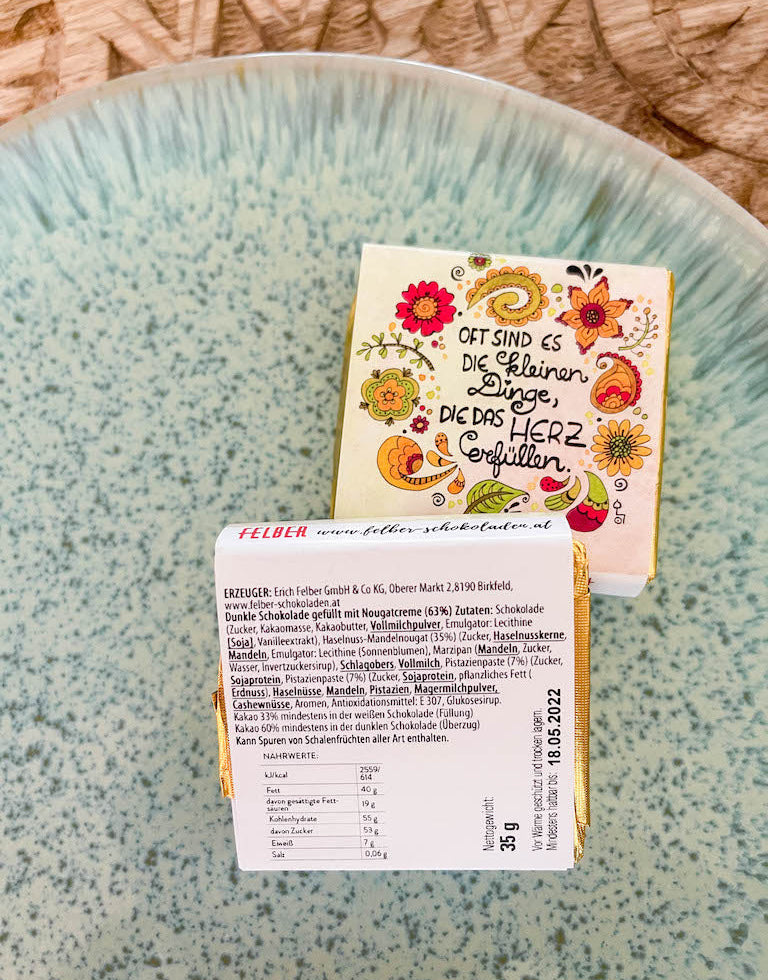 OFT SIND ES
DIE kleinen
Dinge,
DIE DAS HERZ
erfüllen.
FELBER www.felber-schokoladen.at
ERZEUGER: Erich Felber GmbH & Co KG, Oberer Markt 2,8190 Birkfeld,
www.felber-schokoladen.at
Dunkle Schokolade gefüllt mit Nougatcreme (63%) Zutaten: Schokolade
(Zucker, Kakaomasse, Kakaobutter, Vollmilchpulver, Emulgator: Lecithine
[Soja], Vanilleextrakt), Haselnuss-Mandelnougat (35%) (Zucker, Haselnusskerne,
Mandeln, Emulgator: Lecithine (Sonnenblumen), Marzipan (Mandeln, Zucker,
Wasser, Invertzuckersirup), Schlagobers, Vollmilch, Pistazienpaste (7%) (Zucker,
Sojaprotein, Pistazienpaste (7%) (Zucker, Sojaprotein, pflanzliches Fett (
Erdnuss), Haselnüsse, Mandeln, Pistazien, Magermilchpulver,
Cashewnüsse, Aromen, Antioxidationsmittel: E 307, Glukosesirup.
Kakao 33% mindestens in der weißen Schokolade (Füllung)
Kakao 60% mindestens in der dunklen Schokolade (Überzug)
Kann Spuren von Schalenfrüchten aller Art enthalten.
NÄHRWERTE:
kJ/kcal 2559/
614
Fett 40 g
davon gesättigte Fett-
säuren 19 g
Kohlenhydrate 55 g
davon Zucker 53 g
Eiweiß 7 g
Salz 0,06 g
Nettogewicht:
35 g
Vor Wärme geschützt und trocken lagern.
Mindestens haltbar bis: 18.05.2022